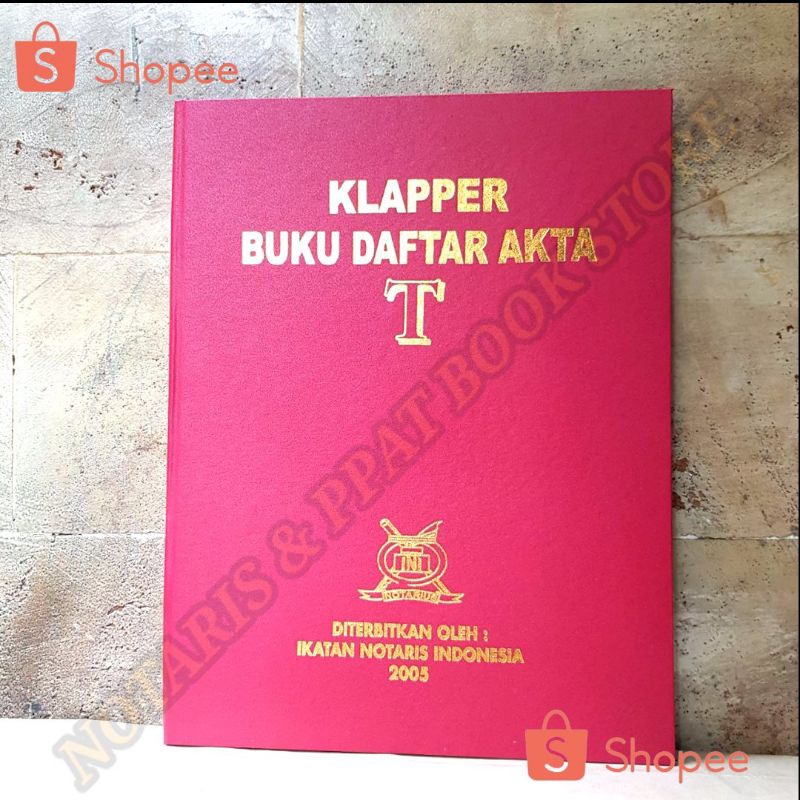 Shopee
KLAPPER
BUKU DAFTAR AKTA
T
INI
NOTARIUS
DITERBITKAN OLEH :
IKATAN NOTARIS INDONESIA
2005
NOTARIS & PPAT BOOK STORE
Shopee